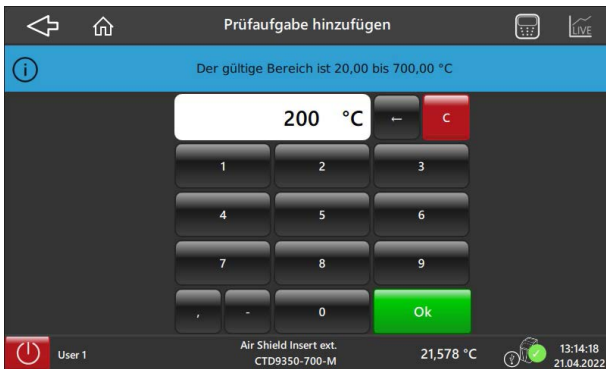 Prüfaufgabe hinzufügen
LIVE
Der gültige Bereich ist 20,00 bis 700,00 °C
200 °C
← C
1 2 3
4 5 6
7 8 9
, - 0 Ok
User 1
Air Shield Insert ext.
CTD9350-700-M
21,578 °C
13:14:18
21.04.2022